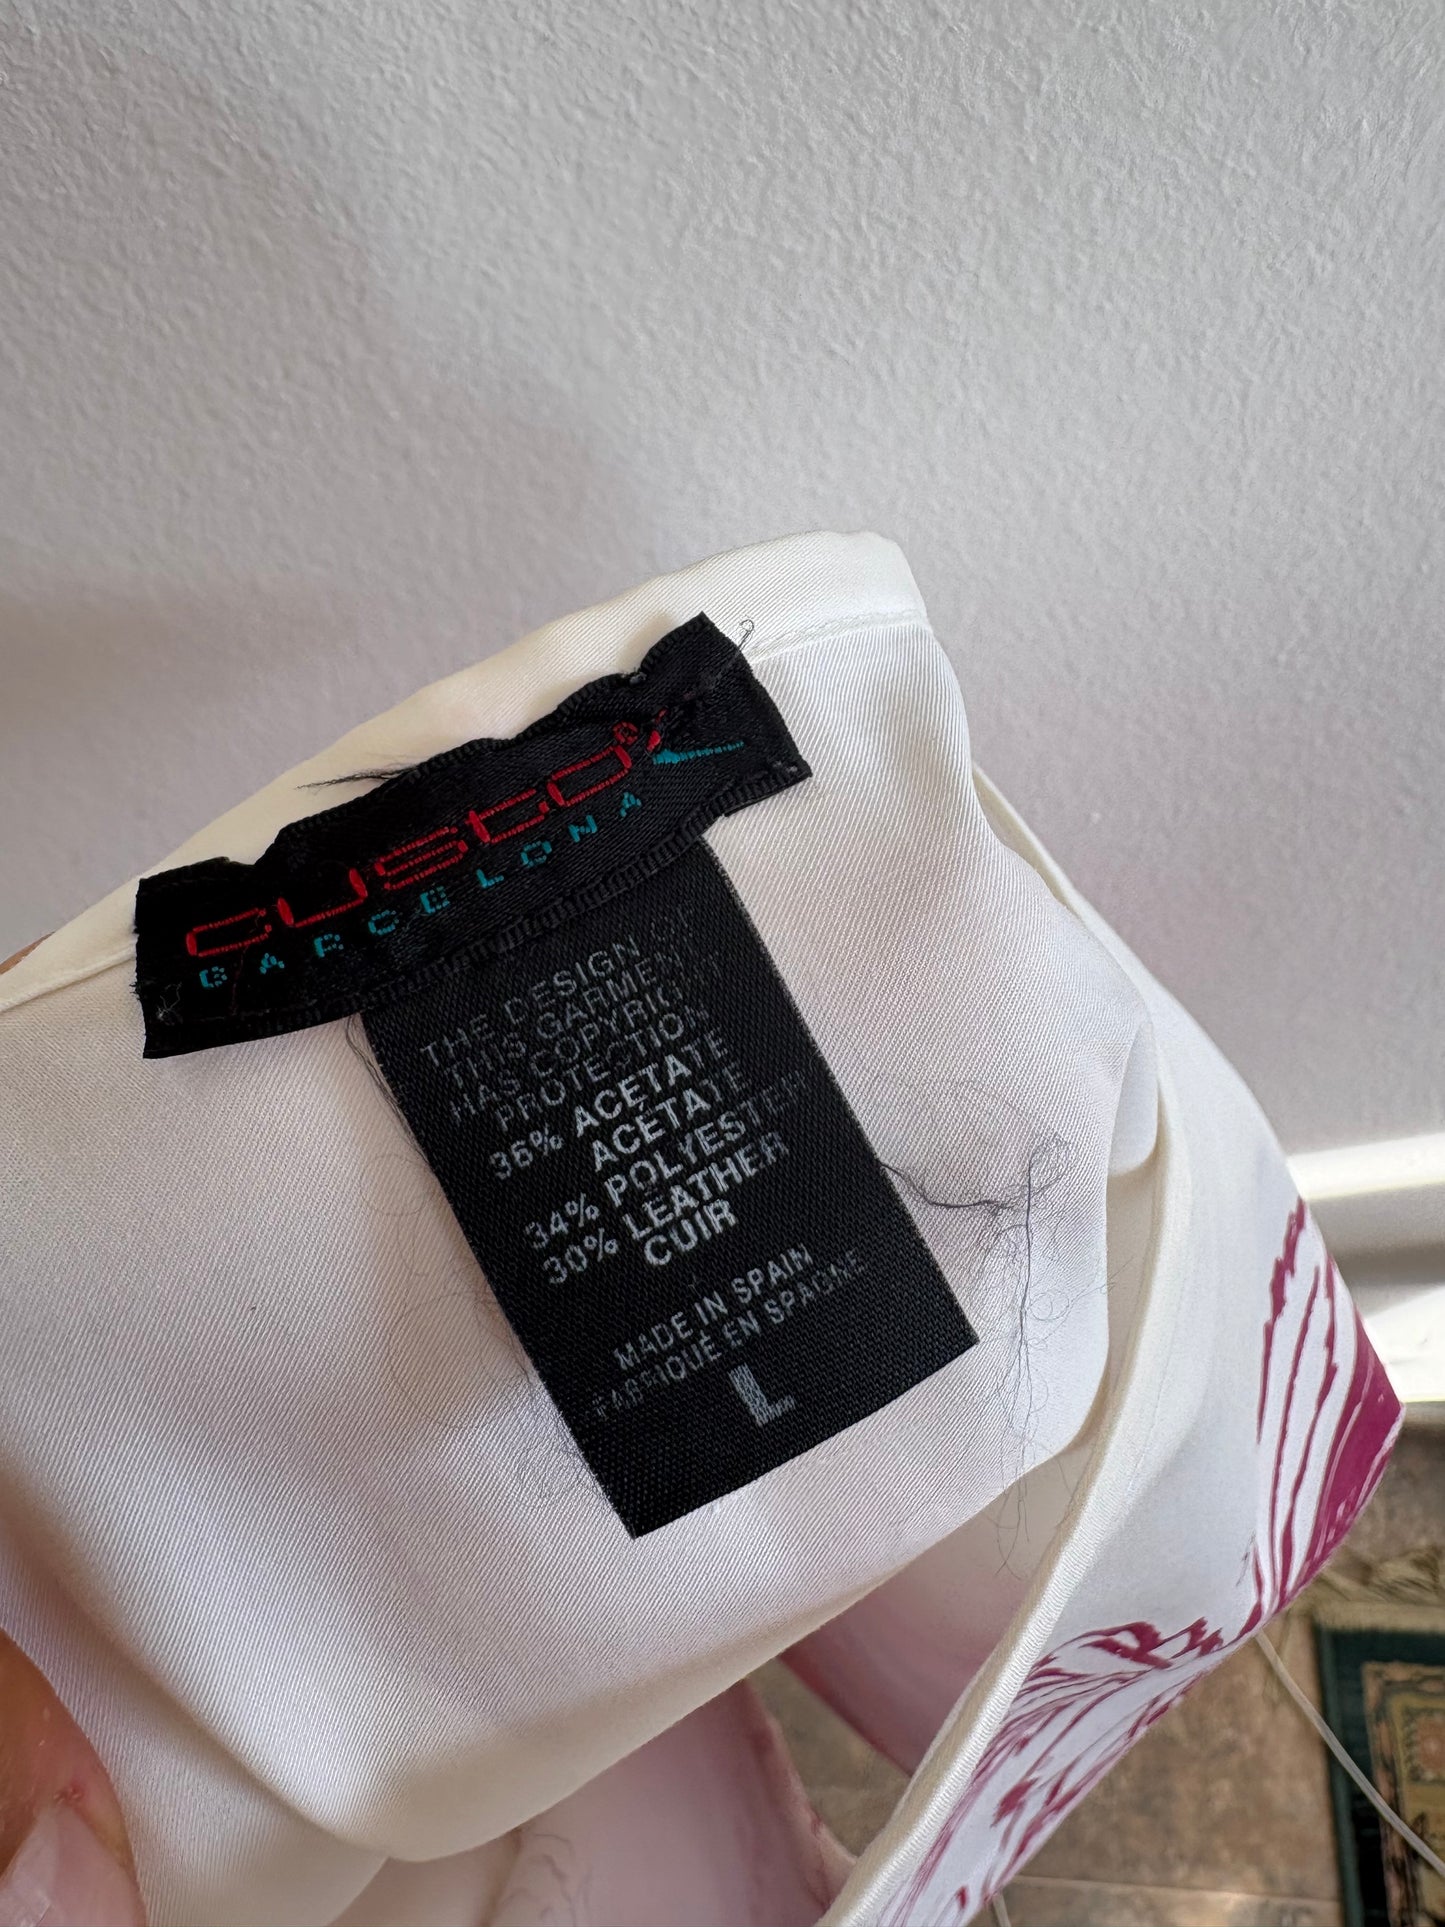 custo®
BARCELONA
THE DESIGN OF
THIS GARMENT
HAS COPYRIGHT
PROTECTION
36% ACETATE
ACÉTATE
34% POLYESTER
30% LEATHER
CUIR
MADE IN SPAIN
FABRIQUÉ EN ESPAGNE
L